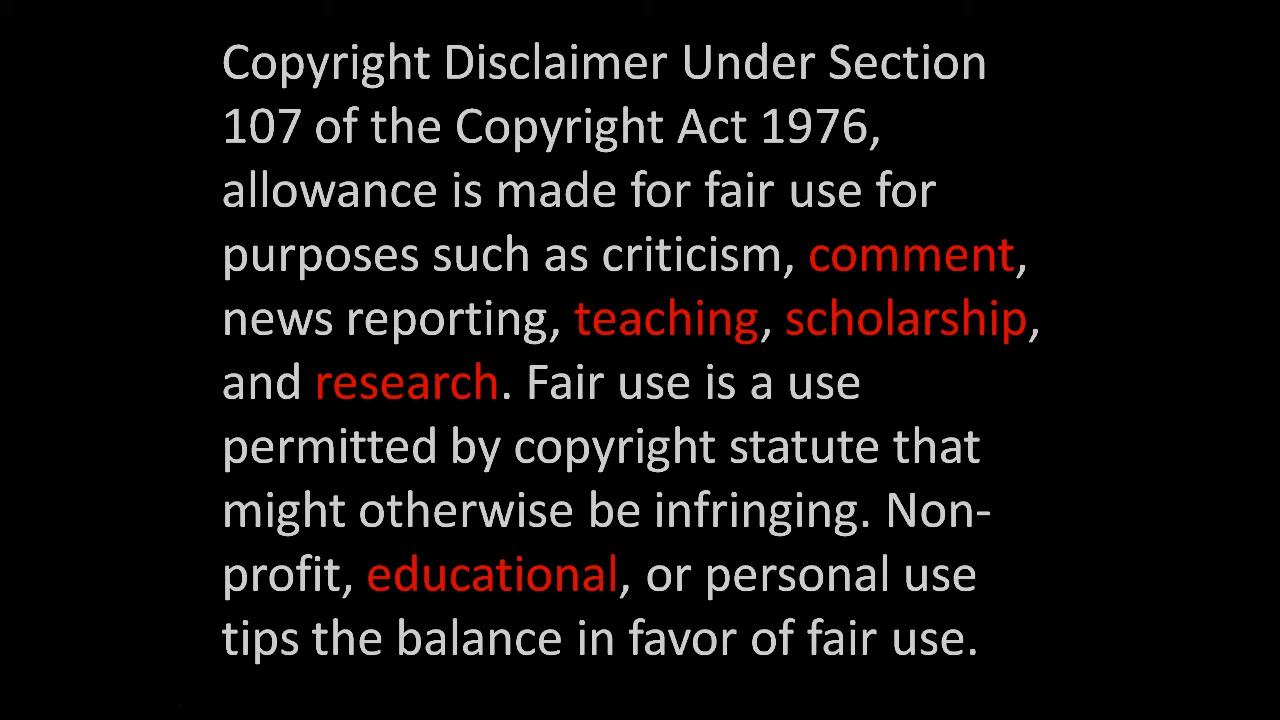 Copyright Disclaimer Under Section
107 of the Copyright Act 1976,
allowance is made for fair use for
purposes such as criticism, comment,
news reporting, teaching, scholarship,
and research. Fair use is a use
permitted by copyright statute that
might otherwise be infringing. Non-
profit, educational, or personal use
tips the balance in favor of fair use.